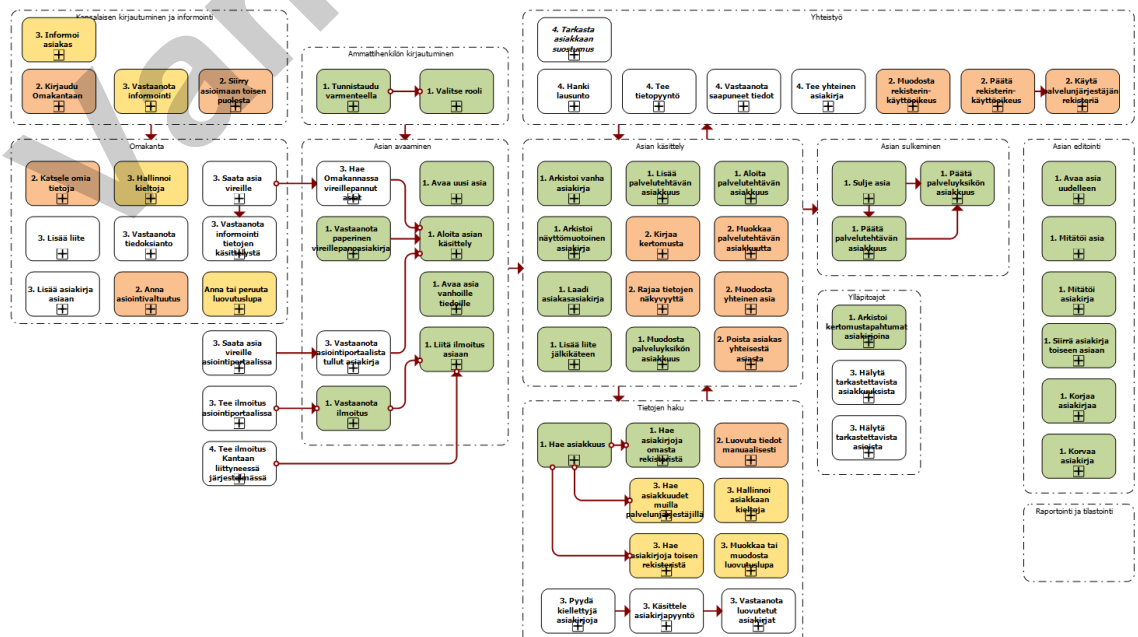 Kansalaisen kirjautuminen ja informointi
3. Informoi
asiakas
2. Kirjaudu
Omakantaan
3. Vastaanota
informointi
2. Siirry
asioimaan toisen
puolesta
Ammattihenkilön kirjautuminen
1. Tunnistaudu
varmenteella
1. Valitse rooli
Yhteistyö
4. Tarkasta
asiakkaan
suostumus
4. Hanki
lausunto
4. Tee
tietopyyntö
4. Vastaanota
saapuneet tiedot
4. Tee yhteinen
asiakirja
2. Muodosta
rekisterin-
käyttöoikeus
2. Päätä
rekisterin-
käyttöoikeus
2. Käytä
palvelunjärjestäjän
rekisteriä
Omakanta
2. Katsele omia
tietoja
3. Hallinnoi
kieltoja
3. Saata asia
vireille
3. Lisää liite
3. Vastaanota
tiedoksianto
3. Vastaanota
informointi
tietojen
käsittelystä
3. Lisää asiakirja
asiaan
2. Anna
asiointivaltuutus
Anna tai peruuta
luovutuslupa
3. Saata asia
vireille
asiointiportaalissa
3. Tee ilmoitus
asiointiportaalissa
4. Tee ilmoitus
Kantaan
liittyneessä
järjestelmässä
Asian avaaminen
3. Hae
Omakannassa
vireillepannut
asiat
1. Avaa uusi asia
1. Vastaanota
paperinen
vireillepanoasiakirja
1. Aloita asian
käsittely
1. Avaa asia
vanhoille
tiedoille
3. Vastaanota
asiointiportaalista
tullut asiakirja
1. Liitä ilmoitus
asiaan
1. Vastaanota
ilmoitus
Asian käsittely
1. Arkistoi vanha
asiakirja
1. Lisää
palvelutehtävän
asiakkuus
1. Aloita
palvelutehtävän
asiakkuus
1. Arkistoi
näyttömuotoinen
asiakirja
2. Kirjaa
kertomusta
2. Muokkaa
palvelutehtävän
asiakkuutta
1. Laadi
asiakasasiakirja
2. Rajaa tietojen
näkyvyyttä
2. Muodosta
yhteinen asia
1. Lisää liite
jälkikäteen
1. Muodosta
palveluyksikön
asiakkuus
2. Poista asiakas
yhteisestä
asiasta
Asian sulkeminen
1. Sulje asia
1. Päätä
palveluyksikön
asiakkuus
1. Päätä
palvelutehtävän
asiakkuus
Ylläpitoajot
1. Arkistoi
kertomustapahtumat
asiakirjoina
3. Hälytä
tarkastettavista
asiakkuuksista
3. Hälytä
tarkastettavista
asioista
Asian editointi
1. Avaa asia
uudelleen
1. Mitätöi asia
1. Mitätöi
asiakirja
1. Siirrä asiakirja
toiseen asiaan
1. Korjaa
asiakirjaa
1. Korvaa
asiakirja
Raportointi ja tilastointi
Tietojen haku
1. Hae asiakkuus
1. Hae
asiakirjoja
omasta
rekisteristä
2. Luovuta tiedot
manuaalisesti
3. Hae
asiakkuudet
muilla
palvelunjärjestäjillä
3. Hallinnoi
asiakkaan
kieltoja
3. Hae
asiakirjoja toisen
rekisteristä
3. Muokkaa tai
muodosta
luovutuslupa
3. Pyydä
kiellettyjä
asiakirjoja
3. Käsittele
asiakirjapyyntö
3. Vastaanota
luovutetut
asiakirjat